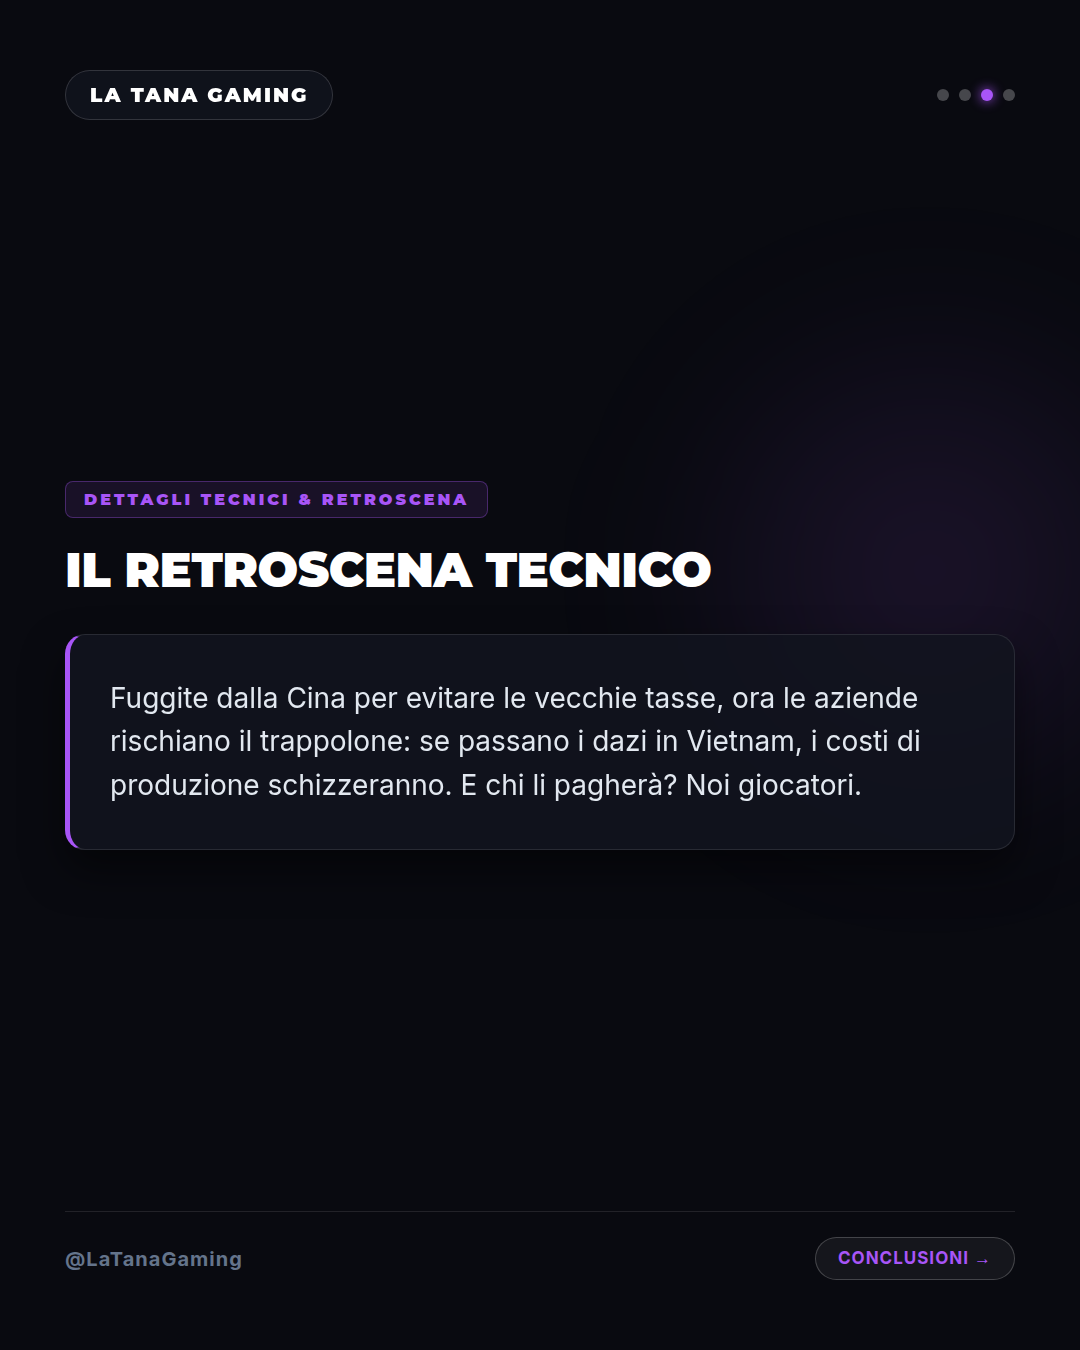 LA TANA GAMING
DETTAGLI TECNICI & RETROSCENA
IL RETROSCENA TECNICO
Fuggite dalla Cina per evitare le vecchie tasse, ora le aziende
rischiano il trappolone: se passano i dazi in Vietnam, i costi di
produzione schizzeranno. E chi li pagherà? Noi giocatori.
@LaTanaGaming
CONCLUSIONI →